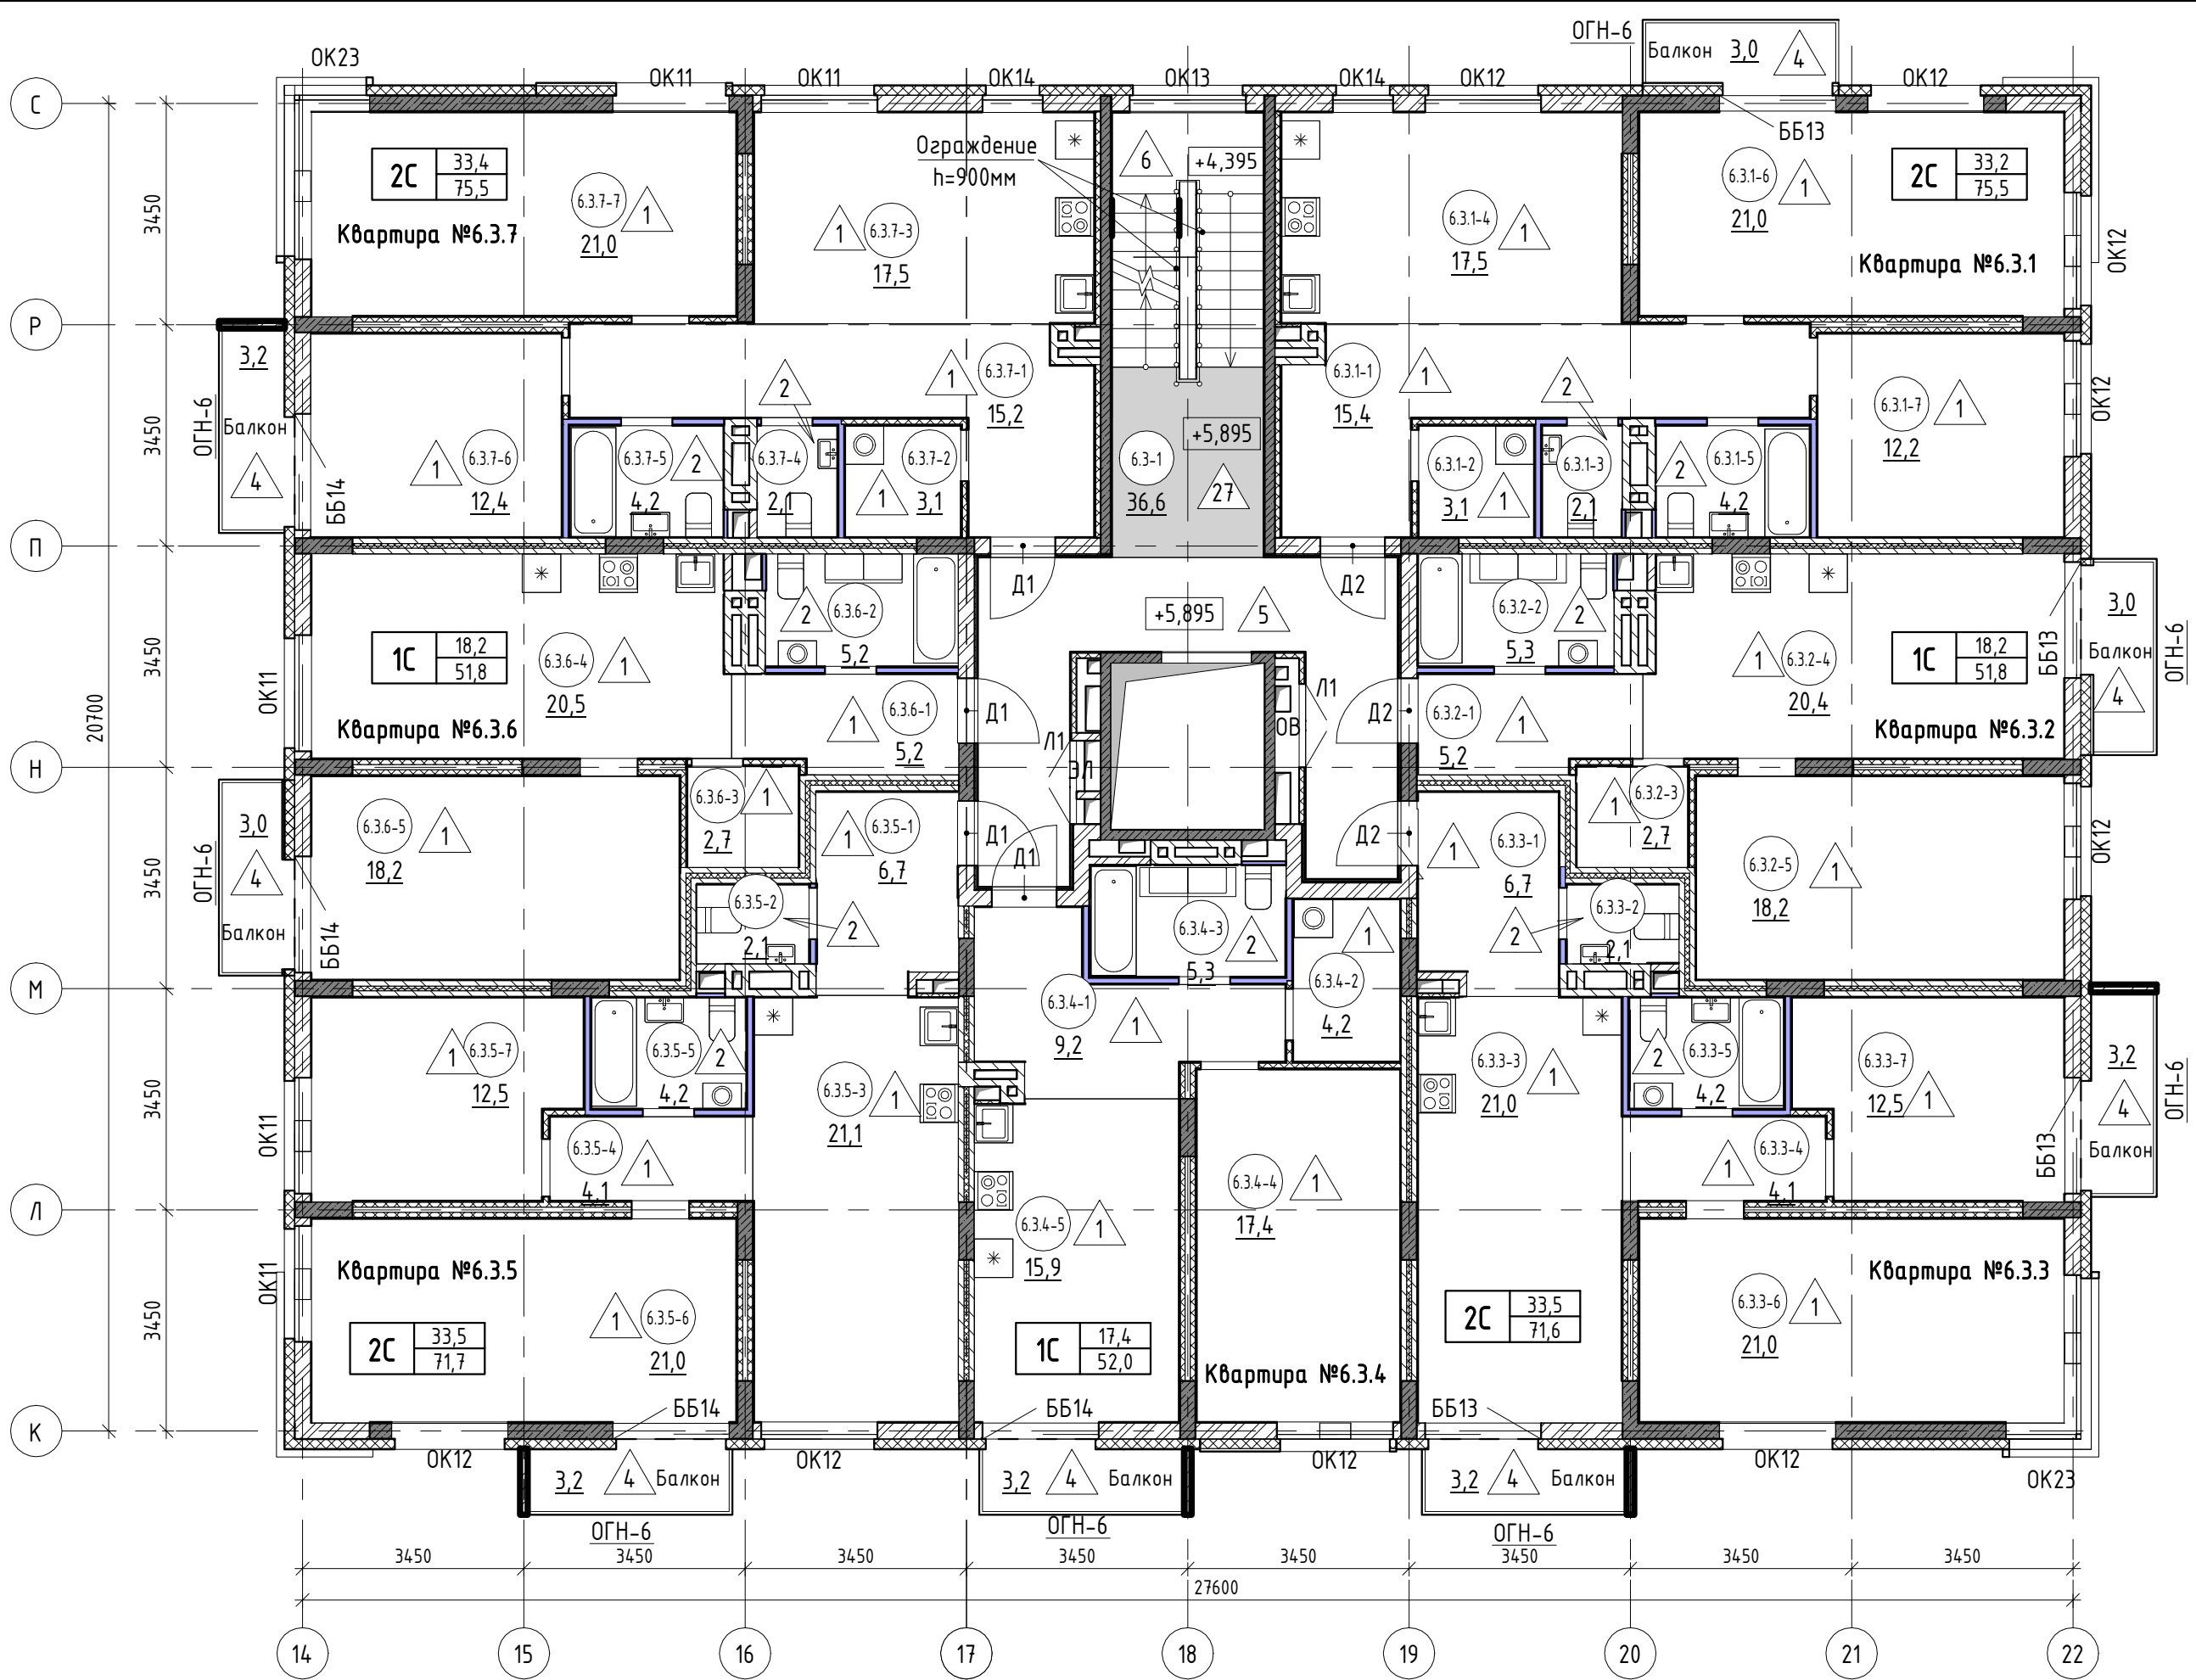 ОГН-6
Балкон 3,0 4
ОК23
ОК11
ОК11
ОК14
ОК13
ОК14
ОК12
ОК12
ББ13
С
2С 33,4 75,5
Квартира №6.3.7
6.3.7-7 1
21,0
1 6.3.7-3
17,5
Ограждение
h=900мм
6 +4,395
6.3.1-4 1
17,5
6.3.1-6 1
21,0
2С 33,2 75,5
Квартира №6.3.1
ОК12
3450
Р
3,2
Балкон
4
ОГН-6
ББ14
1 6.3.7-6
12,4
6.3.7-5 2
4,2
2
6.3.7-4
2,1
6.3.7-2
1
3,1
1 6.3.7-1
15,2
+5,895
6.3-1
36,6
27
6.3.1-1 1
15,4
6.3.1-2
1
3,1
2
6.3.1-3
2,1
2 6.3.1-5
4,2
6.3.1-7 1
12,2
ОК12
3450
П
Д1
Д2
+5,895 5
1С 18,2 51,8
Квартира №6.3.6
6.3.6-4 1
20,5
2 6.3.6-2
5,2
1 6.3.6-1
5,2
Д1
Л1
ЭЛ
Л1
ОВ
Д2
6.3.2-2 2
5,3
6.3.2-1 1
5,2
1 6.3.2-4
20,4
1С 18,2 51,8
Квартира №6.3.2
ББ13
3,0
Балкон
4
ОГН-6
ОК11
3450
20700
Н
3,0
4
Балкон
ОГН-6
ББ14
6.3.6-5 1
18,2
6.3.6-3 1
2,7
1 6.3.5-1
6,7
Д1
Д1
Д2
6.3.5-2
2,1
2
6.3.4-3 2
5,3
1
6.3.4-2
4,2
6.3.4-1 1
9,2
1 6.3.3-1
6,7
2 6.3.3-2
2,1
1 6.3.2-3
2,7
6.3.2-5 1
18,2
ОК12
3450
М
1 6.3.5-7
12,5
6.3.5-5 2
4,2
6.3.5-4 1
4,1
6.3.5-3 1
21,1
6.3.3-3 1
21,0
2 6.3.3-5
4,2
1 6.3.3-4
4,1
6.3.3-7 1
12,5
ББ13
3,2
4
Балкон
ОГН-6
ОК11
3450
Л
ОК11
Квартира №6.3.5
2С 33,5 71,7
1 6.3.5-6
21,0
6.3.4-5 1
15,9
6.3.4-4 1
17,4
1С 17,4 52,0
Квартира №6.3.4
2С 33,5 71,6
6.3.3-6 1
21,0
Квартира №6.3.3
3450
К
ББ14
ББ14
ББ13
ОК12
ОК12
ОК12
ОК12
ОК23
3,2 4 Балкон
3,2 4 Балкон
3,2 4 Балкон
ОГН-6
ОГН-6
ОГН-6
3450 3450 3450 3450 3450 3450 3450 3450
27600
14 15 16 17 18 19 20 21 22